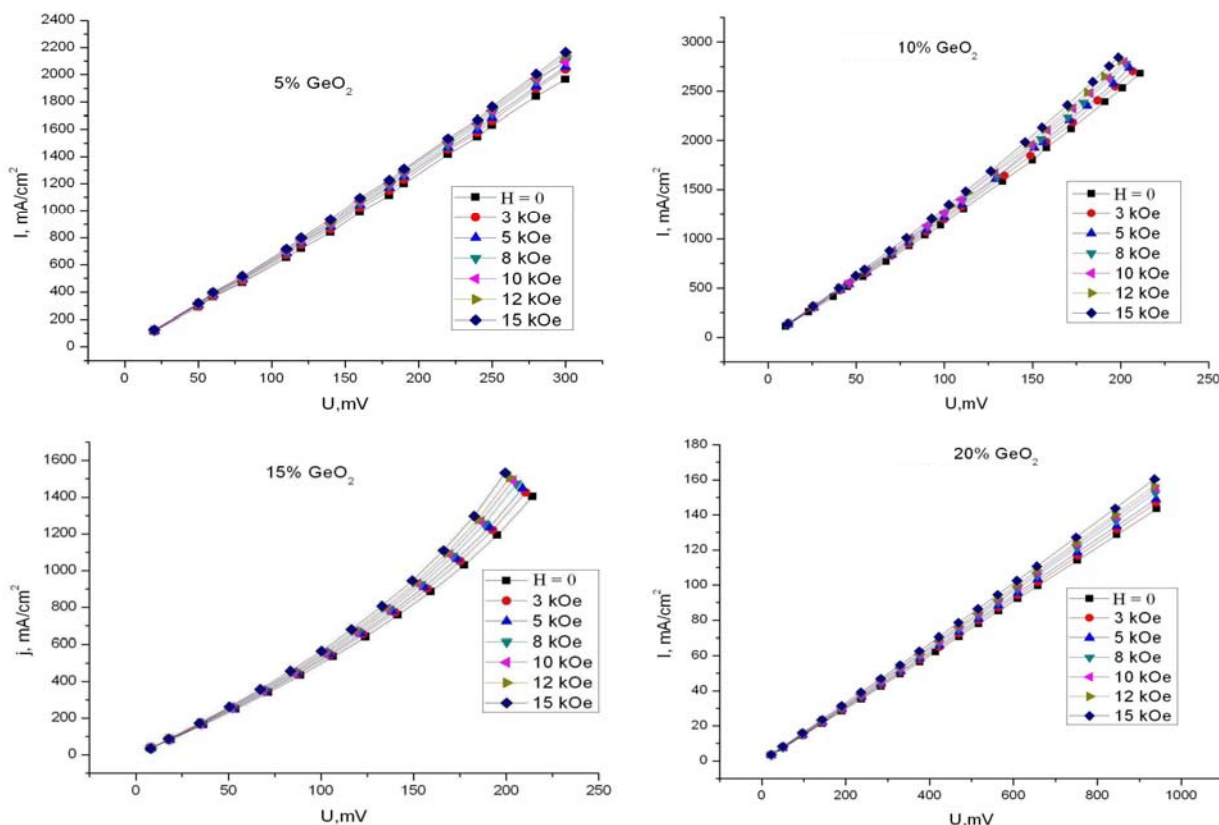 2400
2200
2000
1800
1600
1400
1200
1000
800
600
400
200
0
I, mA/cm²
5% GeO₂
H = 0
3 kOe
5 kOe
8 kOe
10 kOe
12 kOe
15 kOe
0 50 100 150 200 250 300
U,mV
3000
2500
2000
1500
1000
500
0
I, mA/cm²
10% GeO₂
H = 0
3 kOe
5 kOe
8 kOe
10 kOe
12 kOe
15 kOe
0 50 100 150 200 250
U,mV
1600
1400
1200
1000
800
600
400
200
0
j, mA/cm²
15% GeO₂
H = 0
3 kOe
5 kOe
8 kOe
10 kOe
12 kOe
15 kOe
0 50 100 150 200 250
U,mV
180
160
140
120
100
80
60
40
20
0
I, mA/cm²
20% GeO₂
H = 0
3 kOe
5 kOe
8 kOe
10 kOe
12 kOe
15 kOe
0 200 400 600 800 1000
U,mV